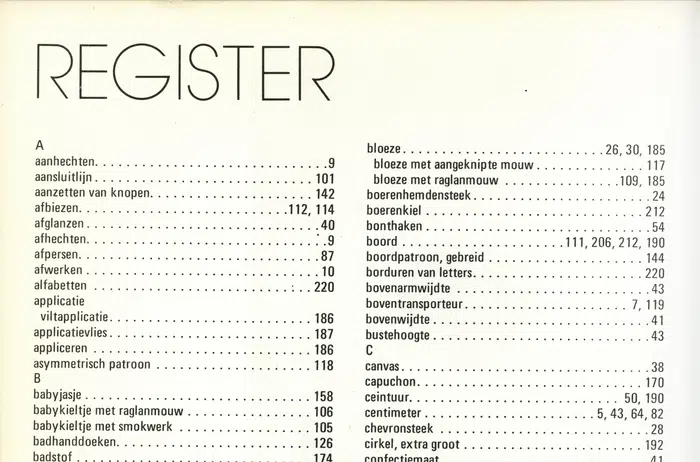 REGISTER
A
aanhechten. . . . . . . . . . . . . . . . . . . . . . . . . . .9
aansluitlijn . . . . . . . . . . . . . . . . . . . . . . . . . 101
aanzetten van knopen. . . . . . . . . . . . . . . . . . 142
afbiezen. . . . . . . . . . . . . . . . . . . . . . . .112, 114
afglanzen . . . . . . . . . . . . . . . . . . . . . . . . . . .40
afhechten. . . . . . . . . . . . . . . . . . . . . . . . . . .9
afpersen. . . . . . . . . . . . . . . . . . . . . . . . . . .87
afwerken . . . . . . . . . . . . . . . . . . . . . . . . . . 10
alfabetten . . . . . . . . . . . . . . . . . . . . . . . . . 220
applicatie
viltapplicatie. . . . . . . . . . . . . . . . . . . . . . . 186
applicatievlies. . . . . . . . . . . . . . . . . . . . . . . 187
appliceren . . . . . . . . . . . . . . . . . . . . . . . . . 186
asymmetrisch patroon . . . . . . . . . . . . . . . . . 118
B
babyjasje . . . . . . . . . . . . . . . . . . . . . . . . . . 158
babykieltje met raglanmouw . . . . . . . . . . . . . . 106
babykieltje met smokwerk . . . . . . . . . . . . . . . 105
badhanddoeken. . . . . . . . . . . . . . . . . . . . . . 126
badstof . . . . . . . . . . . . . . . . . . . . . . . . . . . 174
bloeze. . . . . . . . . . . . . . . . . . . . . . . 26, 30, 185
bloeze met aangeknipte mouw . . . . . . . . . . . . . 117
bloeze met raglanmouw . . . . . . . . . . . . .109, 185
boerenhemdensteek . . . . . . . . . . . . . . . . . . . . 24
boerenkiel . . . . . . . . . . . . . . . . . . . . . . . . . 212
bonthaken . . . . . . . . . . . . . . . . . . . . . . . . . . 54
boord . . . . . . . . . . . . . . . . . . .111, 206, 212, 190
boordpatroon, gebreid . . . . . . . . . . . . . . . . . 144
borduren van letters. . . . . . . . . . . . . . . . . . . 220
bovenarmwijdte . . . . . . . . . . . . . . . . . . . . . . 43
boventransporteur. . . . . . . . . . . . . . . . . . . 7, 119
bovenwijdte . . . . . . . . . . . . . . . . . . . . . . . . .41
bustehoogte . . . . . . . . . . . . . . . . . . . . . . . . .43
C
canvas. . . . . . . . . . . . . . . . . . . . . . . . . . . . .38
capuchon. . . . . . . . . . . . . . . . . . . . . . . . . . 170
ceintuur. . . . . . . . . . . . . . . . . . . . . . . . 50, 190
centimeter . . . . . . . . . . . . . . . . . . . 5, 43, 64, 82
chevronsteek . . . . . . . . . . . . . . . . . . . . . . . . 28
cirkel, extra groot . . . . . . . . . . . . . . . . . . . . 192
confectiemaat . . . . . . . . . . . . . . . . . . . . . . . 41